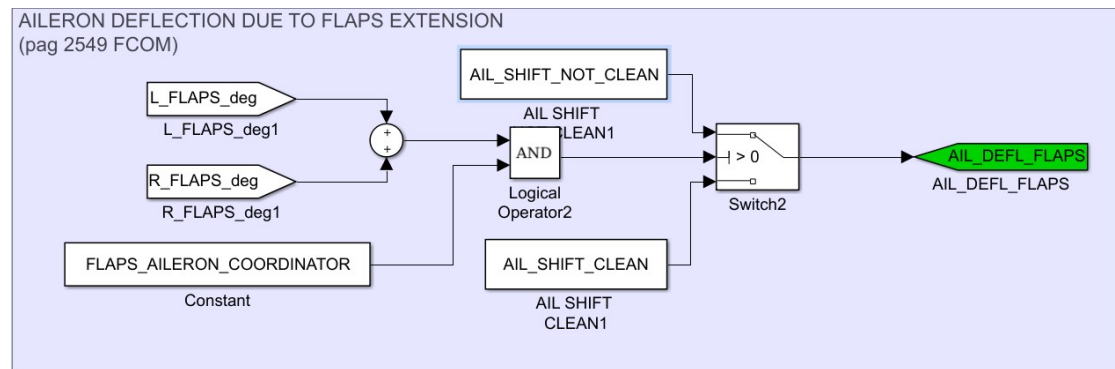 AILERON DEFLECTION DUE TO FLAPS EXTENSION
(pag 2549 FCOM)
AIL_SHIFT_NOT_CLEAN
AIL SHIFT
CLEAN1
L_FLAPS_deg
L_FLAPS_deg1
+
+
AND
Logical
Operator2
> 0
Switch2
AIL_DEFL_FLAPS
AIL_DEFL_FLAPS
R_FLAPS_deg
R_FLAPS_deg1
FLAPS_AILERON_COORDINATOR
Constant
AIL_SHIFT_CLEAN
AIL SHIFT
CLEAN1